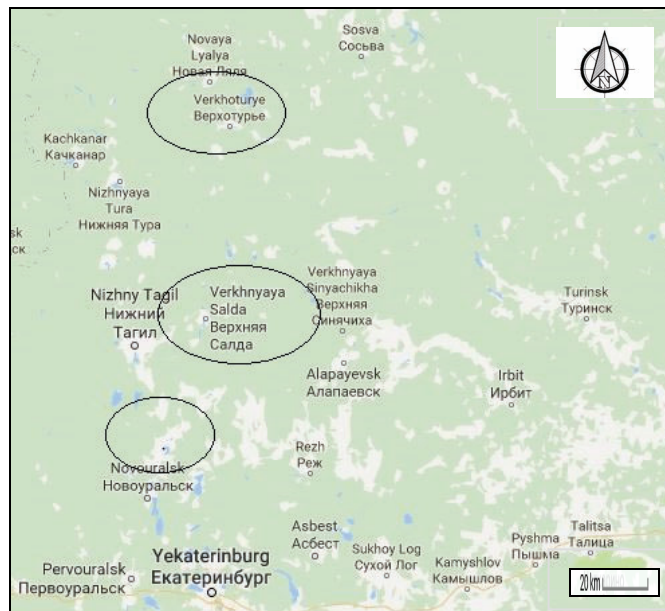 Sosva
Сосьва
Novaya
Lyalya
Новая Ляля
N
Verkhoturye
Верхотурье
Kachkanar
Качканар
Nizhnyaya
Tura
Нижняя Тура
sk
ск
Verkhnyaya
Sinyachikha
Верхняя
Синячиха
Nizhny Tagil
Нижний
Тагил
Verkhnyaya
Salda
Верхняя
Салда
Turinsk
Туринск
Alapayevsk
Алапаевск
Irbit
Ирбит
Rezh
Реж
Novouralsk
Новоуральск
Asbest
Асбест
Sukhoy Log
Сухой Лог
Kamyshlov
Камышлов
Pyshma
Пышма
Talitsa
Талица
Pervouralsk
Первоуральск
Yekaterinburg
Екатеринбург
20 km